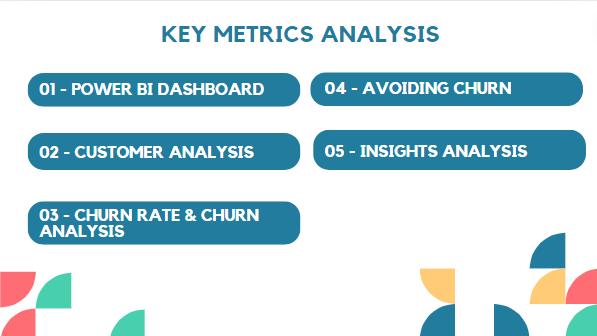 KEY METRICS ANALYSIS
01 - POWER BI DASHBOARD
02 - CUSTOMER ANALYSIS
03 - CHURN RATE & CHURN
ANALYSIS
04 - AVOIDING CHURN
05 - INSIGHTS ANALYSIS